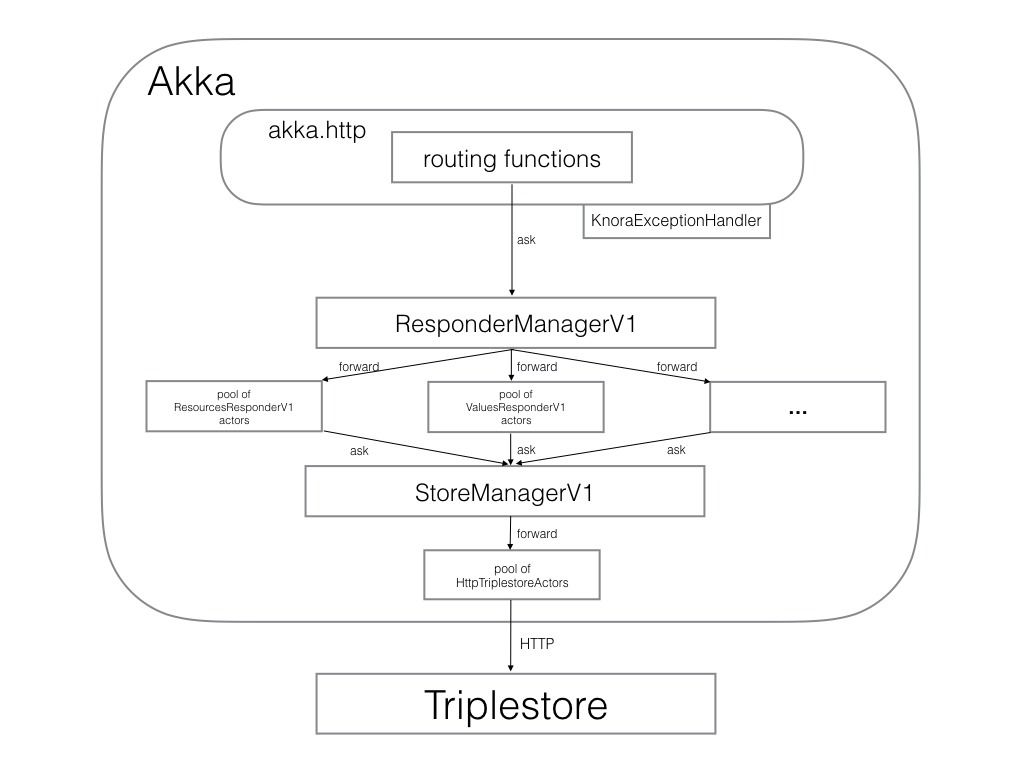 Akka
akka.http
routing functions
KnoraExceptionHandler
ask
ResponderManagerV1
forward
forward
forward
pool of
ResourcesResponderV1
actors
pool of
ValuesResponderV1
actors
...
ask
ask
ask
StoreManagerV1
forward
pool of
HttpTriplestoreActors
HTTP
Triplestore